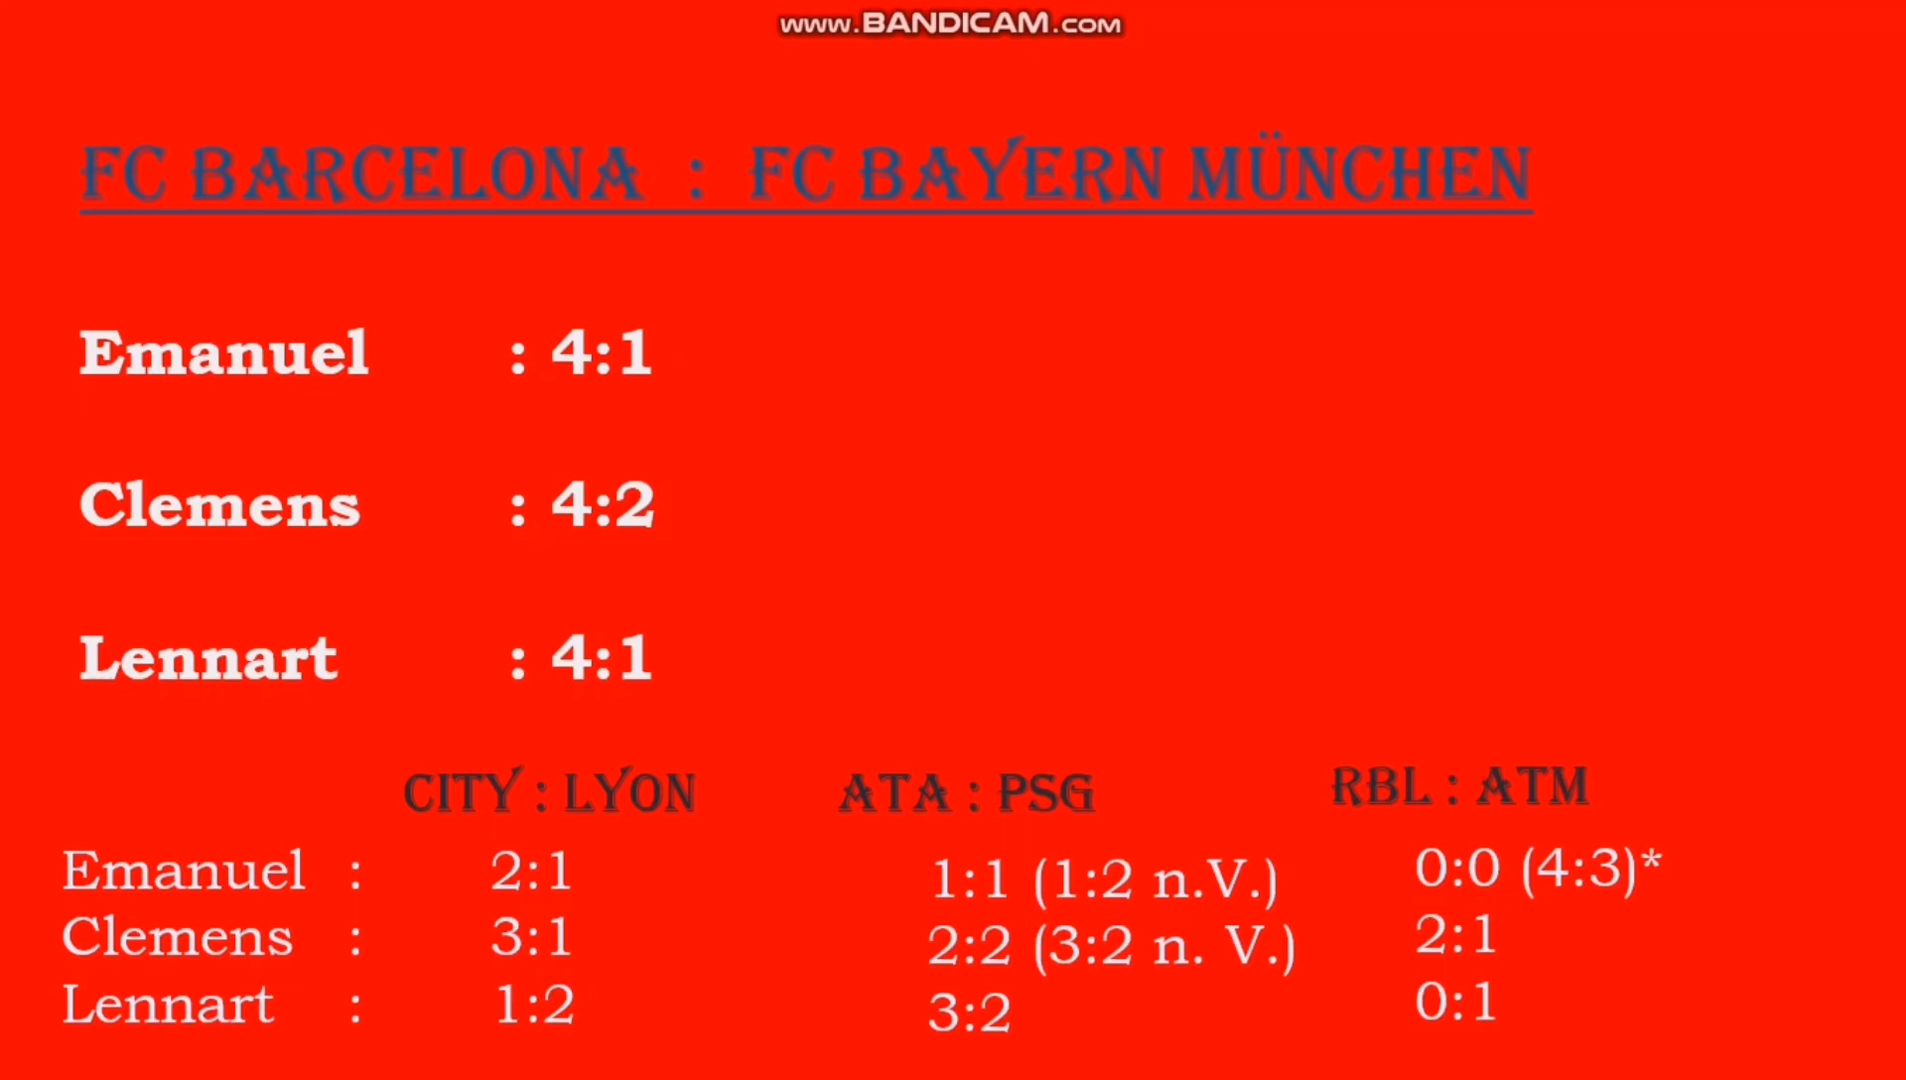 www.BANDICAM.com
FC BARCELONA : FC BAYERN MÜNCHEN
Emanuel : 4:1
Clemens : 4:2
Lennart : 4:1
CITY : LYON ATA : PSG RBL : ATM
Emanuel : 2:1 1:1 (1:2 n.V.) 0:0 (4:3)*
Clemens : 3:1 2:2 (3:2 n. V.) 2:1
Lennart : 1:2 3:2 0:1